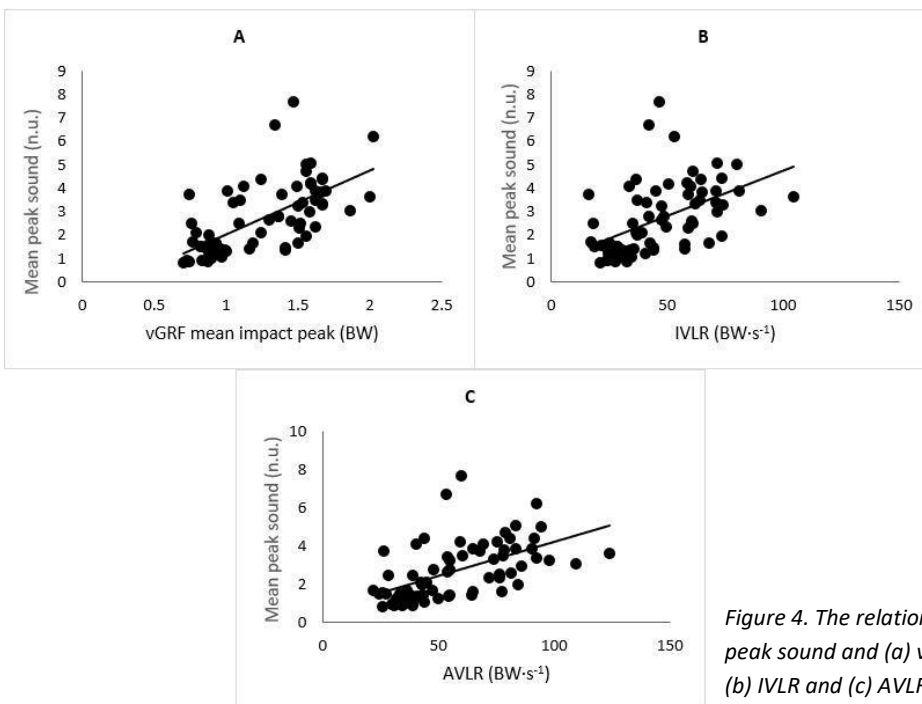 A
9
8
7
6
5
4
3
2
1
0
0 0.5 1 1.5 2 2.5
Mean peak sound (n.u.)
vGRF mean impact peak (BW)
B
9
8
7
6
5
4
3
2
1
0
0 50 100 150
Mean peak sound (n.u.)
IVLR (BW·s⁻¹)
C
10
8
6
4
2
0
0 50 100 150
Mean peak sound (n.u.)
AVLR (BW·s⁻¹)
Figure 4. The relation
peak sound and (a) v
(b) IVLR and (c) AVLR